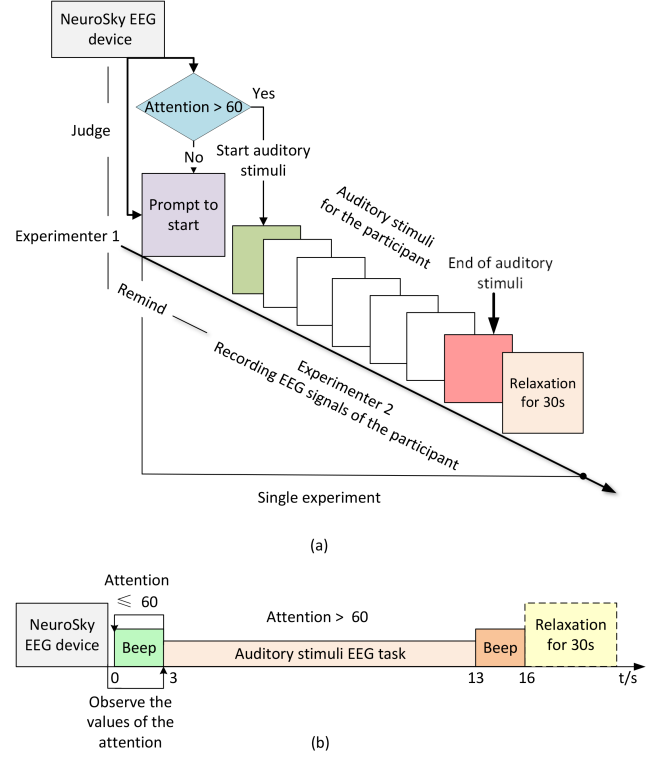 NeuroSky EEG
device
Attention > 60
Yes
Judge
No
Start auditory
stimuli
Prompt to
start
Auditory stimuli
for the participant
Experimenter 1
End of auditory
stimuli
Remind
Experimenter 2
Recording EEG signals of the participant
Relaxation
for 30s
Single experiment
(a)
Attention
≤ 60
NeuroSky
EEG device
Beep
Attention > 60
Auditory stimuli EEG task
Beep
Relaxation
for 30s
0
3
13
16
t/s
Observe the
values of the
attention
(b)